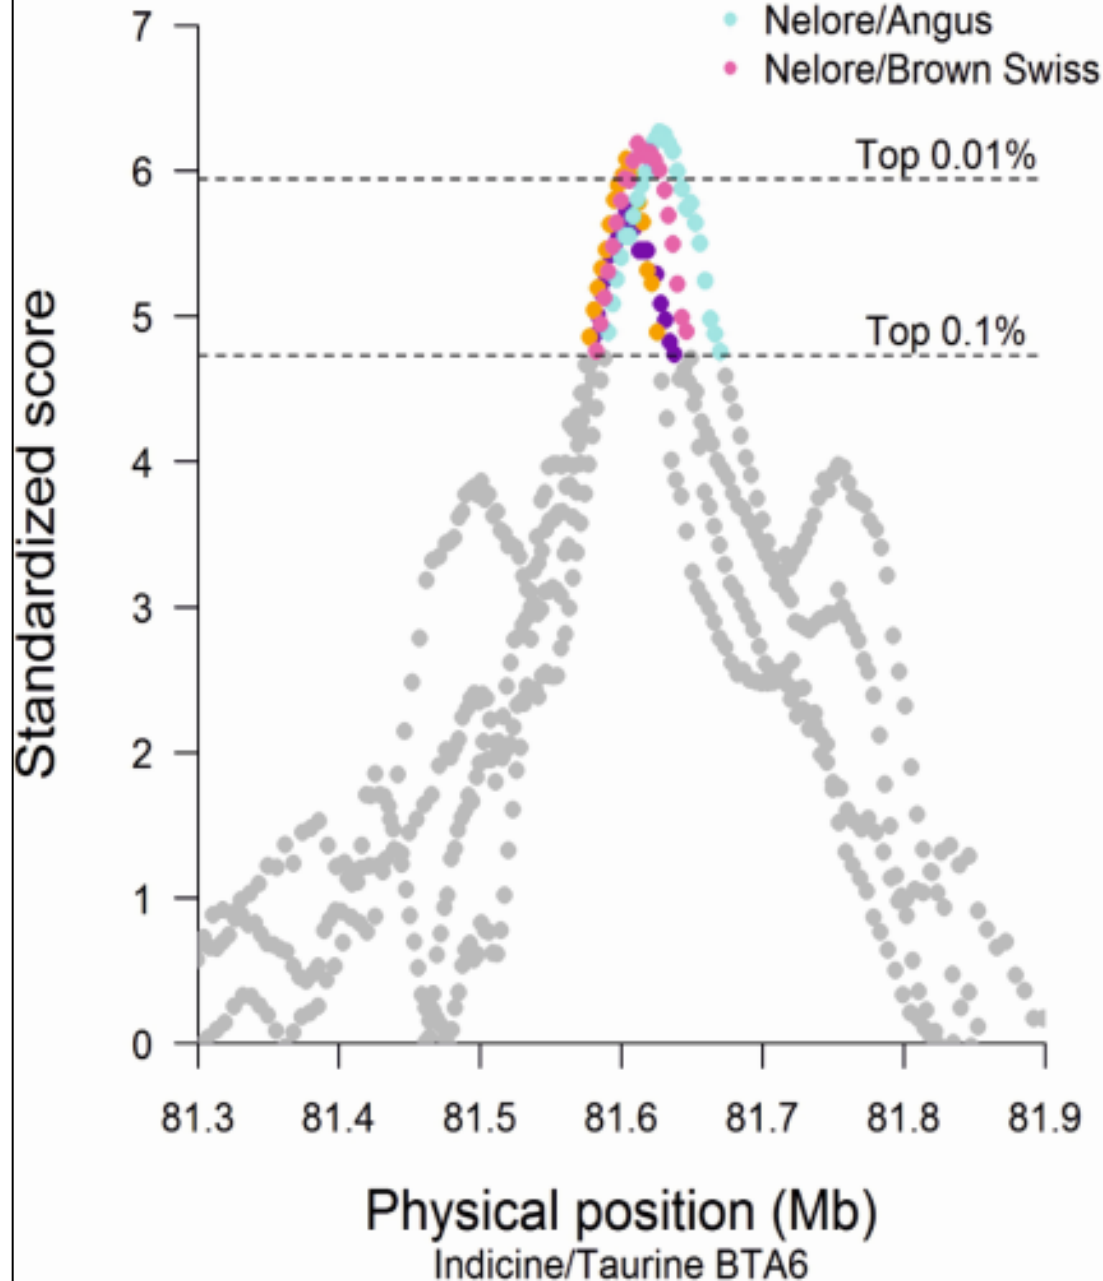 7
Nelore/Angus
Nelore/Brown Swiss
6
Top 0.01%
5
Top 0.1%
4
3
2
1
0
Standardized score
81.3 81.4 81.5 81.6 81.7 81.8 81.9
Physical position (Mb)
Indicine/Taurine BTA6